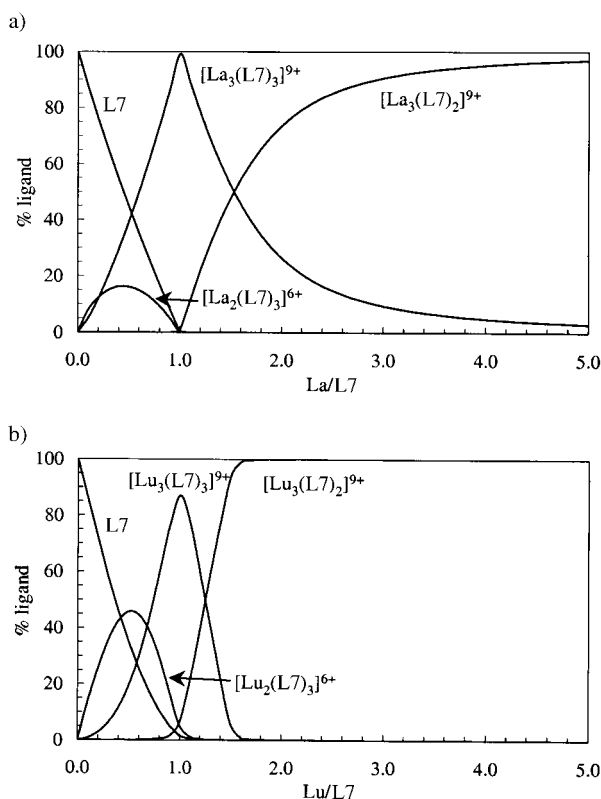 a)
100
80
60
40
20
0
% ligand
L7
[La₃(L7)₃]⁹⁺
[La₃(L7)₂]⁹⁺
[La₂(L7)₃]⁶⁺
0.0 1.0 2.0 3.0 4.0 5.0
La/L7
b)
100
80
60
40
20
0
% ligand
[Lu₃(L7)₃]⁹⁺
[Lu₃(L7)₂]⁹⁺
L7
[Lu₂(L7)₃]⁶⁺
0.0 1.0 2.0 3.0 4.0 5.0
Lu/L7